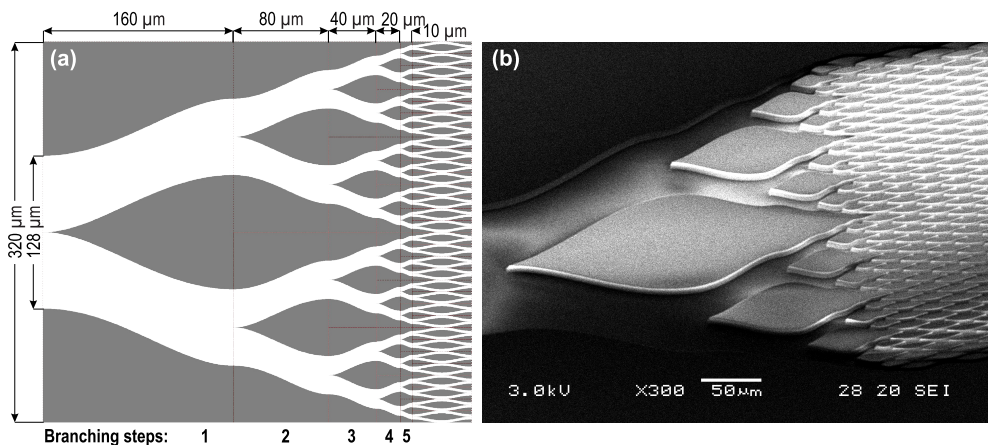 160 µm
80 µm
40 µm
20 µm
10 µm
(a)
320 µm
128 µm
Branching steps: 1 2 3 4 5
(b)
3.0kV X300 50µm 28 20 SEI